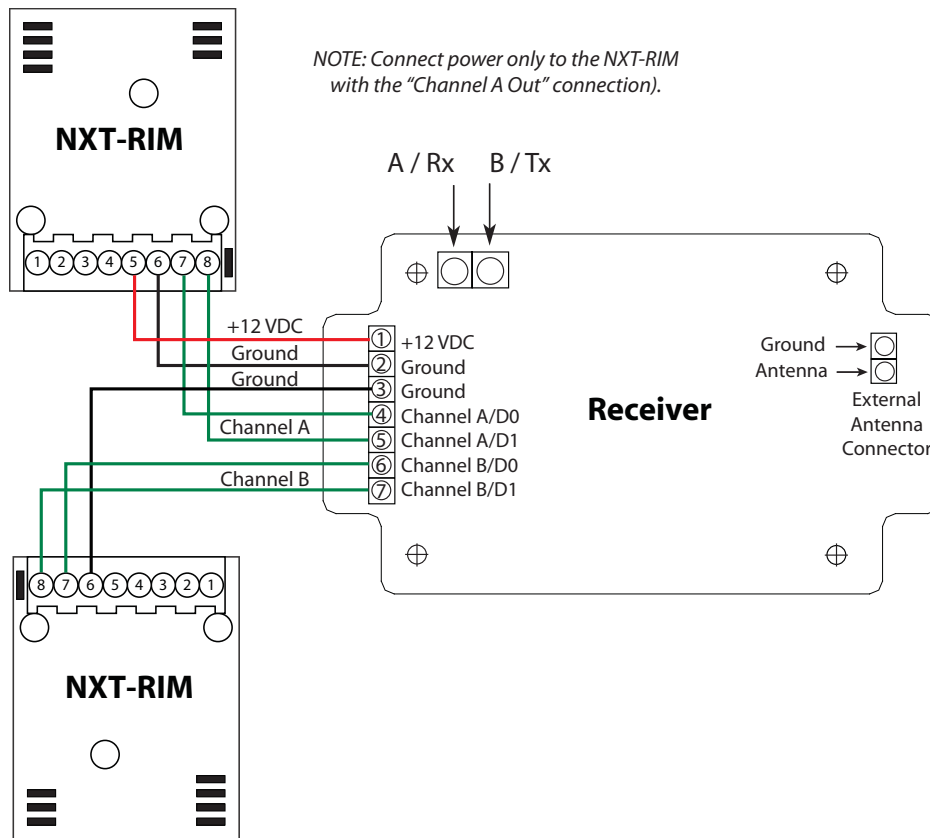 NOTE: Connect power only to the NXT-RIM
with the “Channel A Out” connection).
NXT-RIM
1 2 3 4 5 6 7 8
A / Rx B / Tx
+12 VDC
Ground
Ground
Channel A
Channel B
1 +12 VDC
2 Ground
3 Ground
4 Channel A/D0
5 Channel A/D1
6 Channel B/D0
7 Channel B/D1
Receiver
Ground
Antenna
External
Antenna
Connector
8 7 6 5 4 3 2 1
NXT-RIM